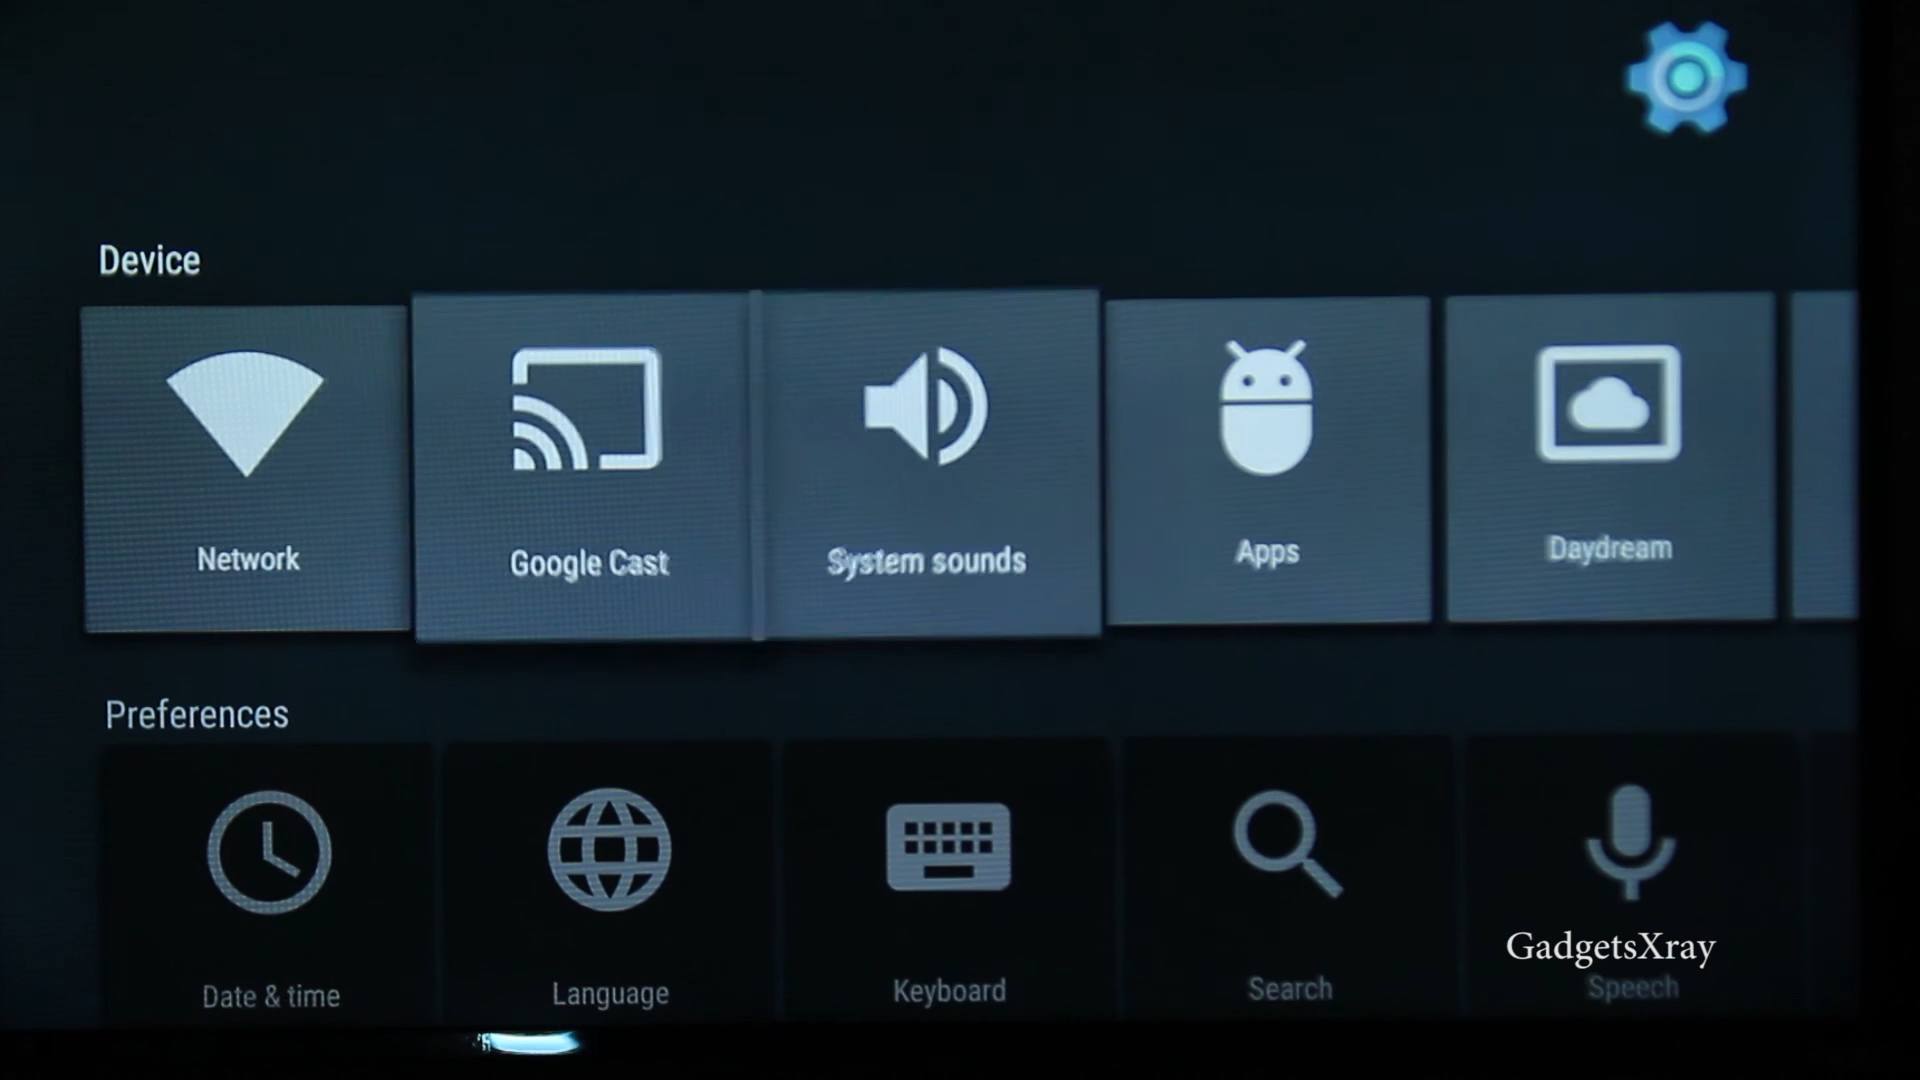 Device
Network
Google Cast
System sounds
Apps
Daydream
Preferences
Date & time
Language
Keyboard
Search
GadgetsXray
Speech